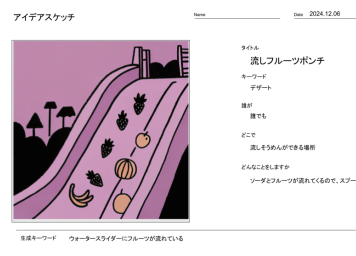 アイデアスケッチ
Name
Date 2024.12.06
タイトル
流しフルーツポンチ
キーワード
デザート
誰が
誰でも
どこで
流しそうめんができる場所
どんなことをしますか
ソーダとフルーツが流れてくるので、スプー
生成キーワード ウォータースライダーにフルーツが流れている